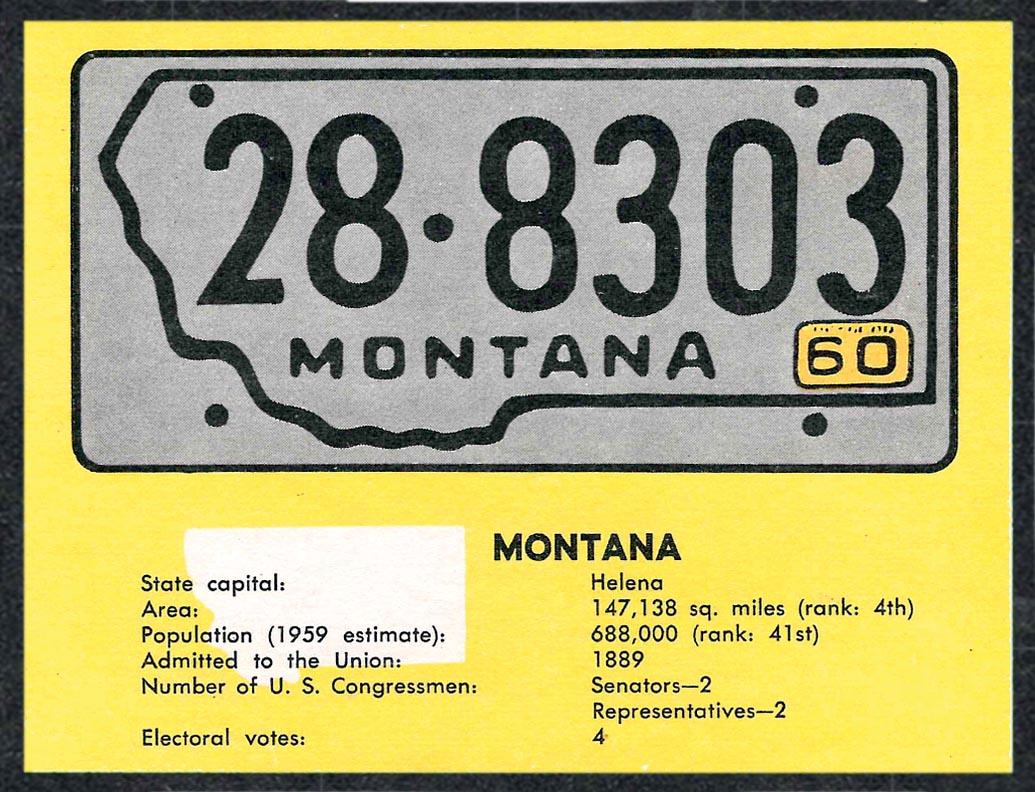 28·8303
MONTANA
60
MONTANA
State capital: Helena
Area: 147,138 sq. miles (rank: 4th)
Population (1959 estimate): 688,000 (rank: 41st)
Admitted to the Union: 1889
Number of U. S. Congressmen: Senators—2
Representatives—2
Electoral votes: 4